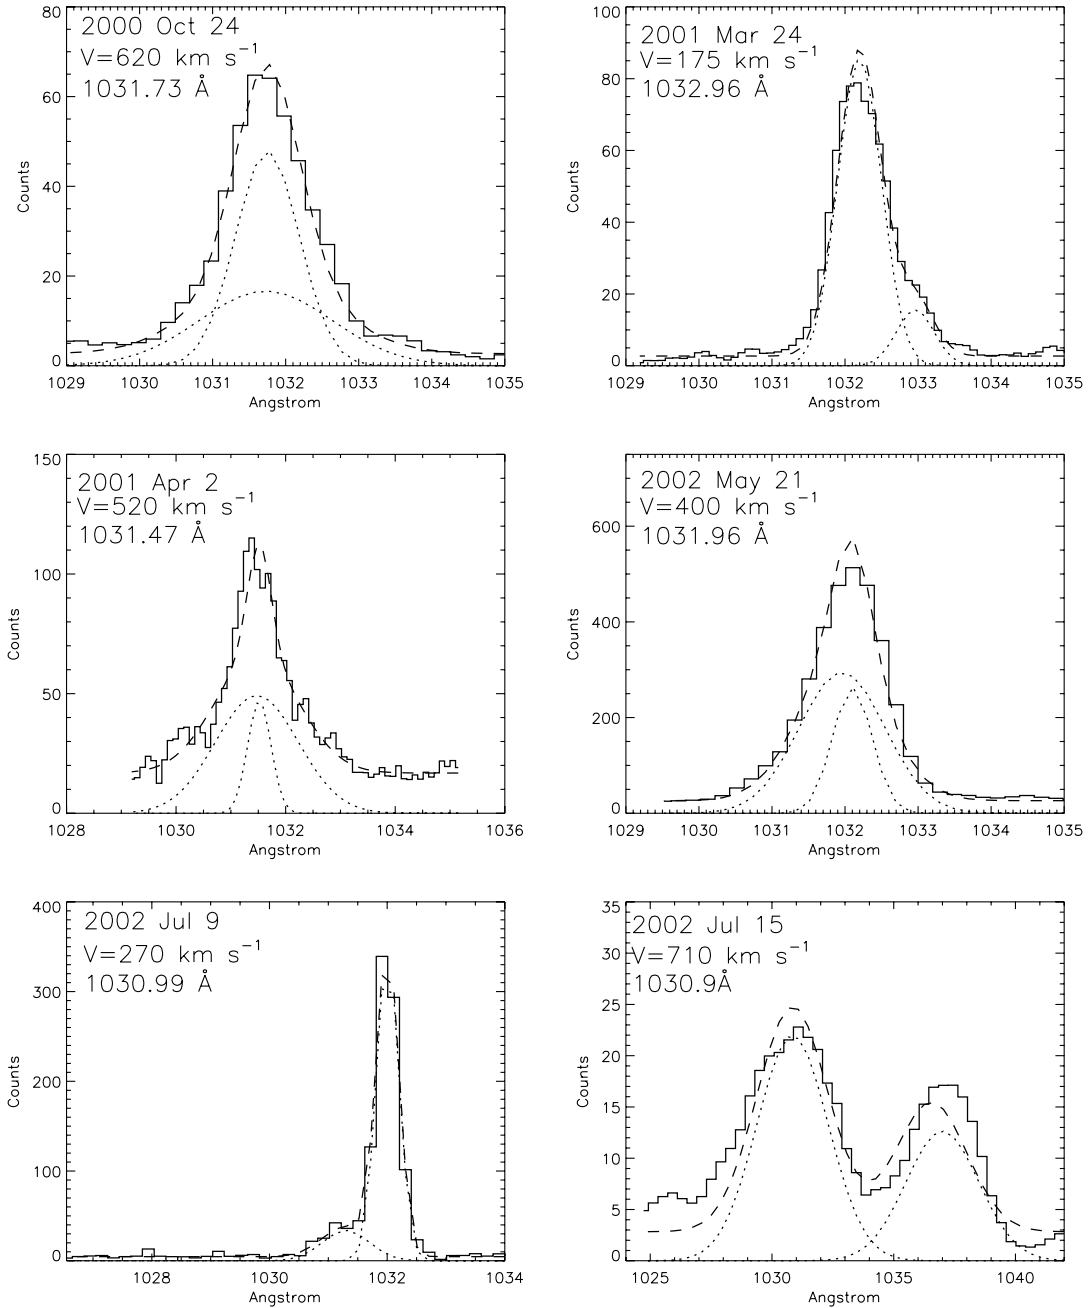 2000 Oct 24
V=620 km s−1
1031.73 Å
80
60
40
20
0
Counts
1029 1030 1031 1032 1033 1034 1035
Angstrom
2001 Mar 24
V=175 km s−1
1032.96 Å
100
80
60
40
20
0
Counts
1029 1030 1031 1032 1033 1034 1035
Angstrom
2001 Apr 2
V=520 km s−1
1031.47 Å
150
100
50
0
Counts
1028 1030 1032 1034 1036
Angstrom
2002 May 21
V=400 km s−1
1031.96 Å
600
400
200
0
Counts
1029 1030 1031 1032 1033 1034 1035
Angstrom
2002 Jul 9
V=270 km s−1
1030.99 Å
400
300
200
100
0
Counts
1028 1030 1032 1034
Angstrom
2002 Jul 15
V=710 km s−1
1030.9Å
35
30
25
20
15
10
5
0
Counts
1025 1030 1035 1040
Angstrom